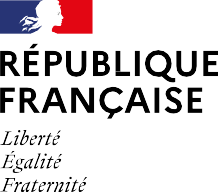 RÉPUBLIQUE
FRANÇAISE
Liberté
Égalité
Fraternité